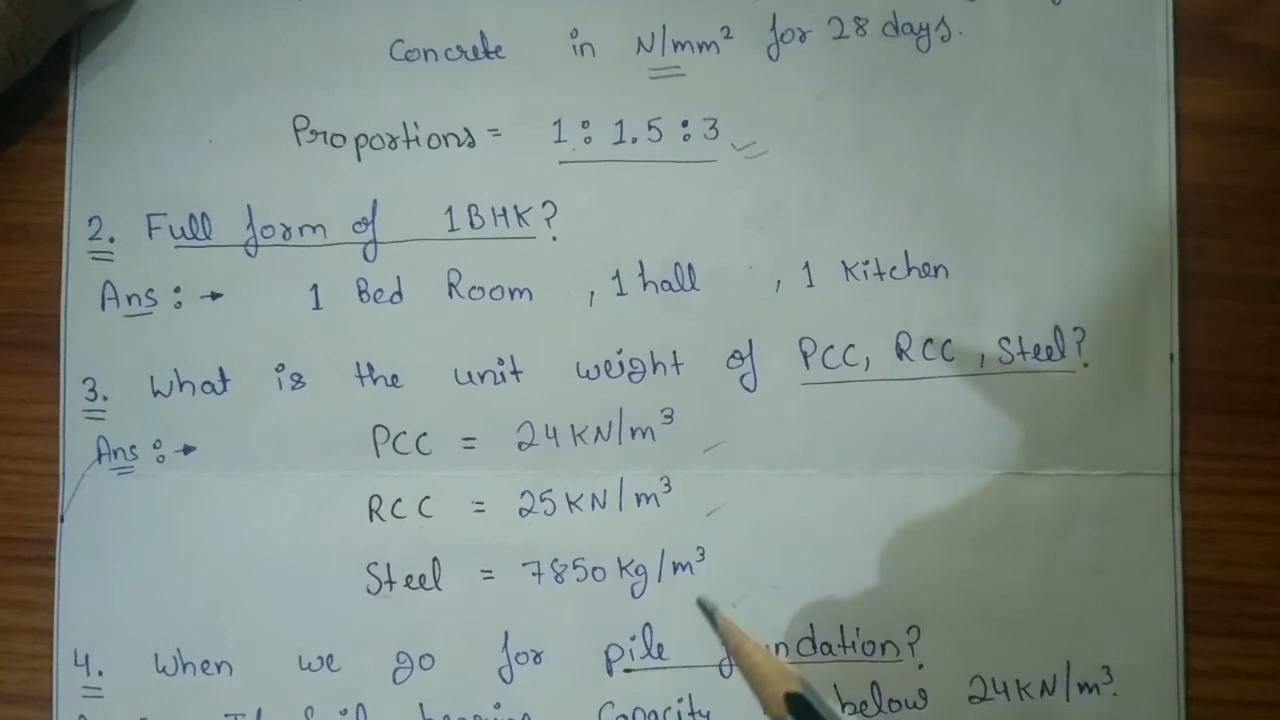 Concrete in N/mm² for 28 days.
Proportions = 1 : 1.5 : 3
2. Full form of 1BHK?
Ans :→ 1 Bed Room , 1 hall , 1 Kitchen
3. What is the unit weight of PCC, RCC, Steel?
Ans :→ PCC = 24 KN/m³
RCC = 25 KN/m³
Steel = 7850 Kg/m³
4. When we go for pile foundation?
Capacity below 24KN/m³.